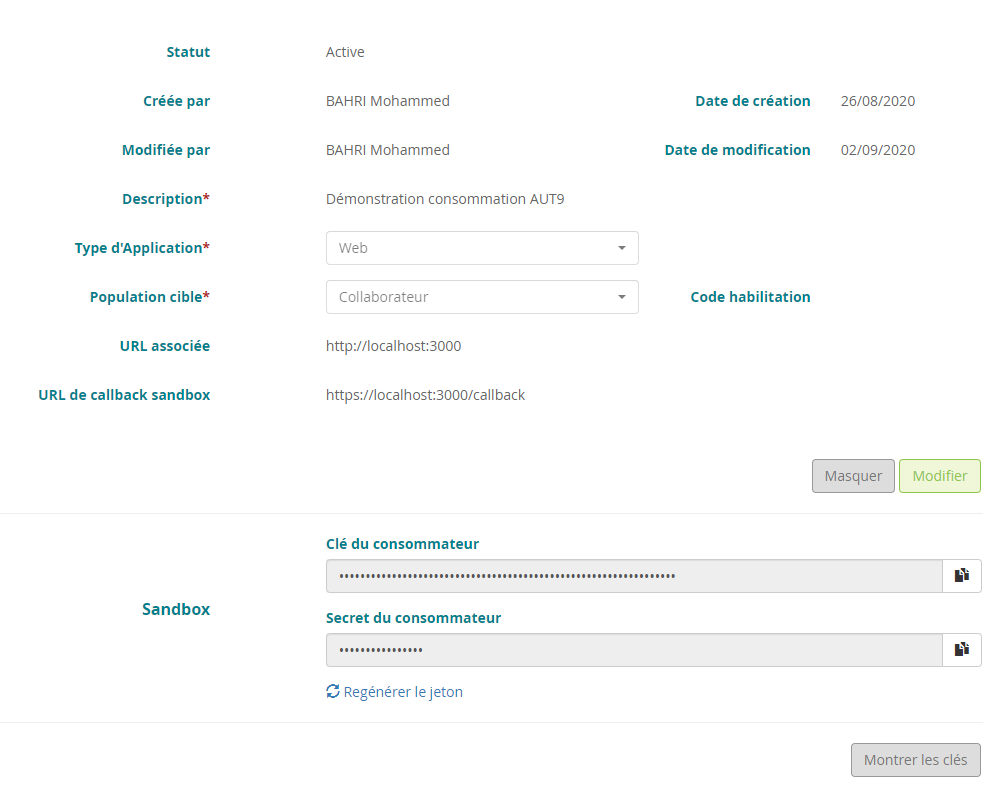 Statut Active
Créée par BAHRI Mohammed Date de création 26/08/2020
Modifiée par BAHRI Mohammed Date de modification 02/09/2020
Description* Démonstration consommation AUT9
Type d'Application* Web
Population cible* Collaborateur Code habilitation
URL associée http://localhost:3000
URL de callback sandbox https://localhost:3000/callback
Masquer Modifier
Clé du consommateur
Sandbox
Secret du consommateur
Regénérer le jeton
Montrer les clés